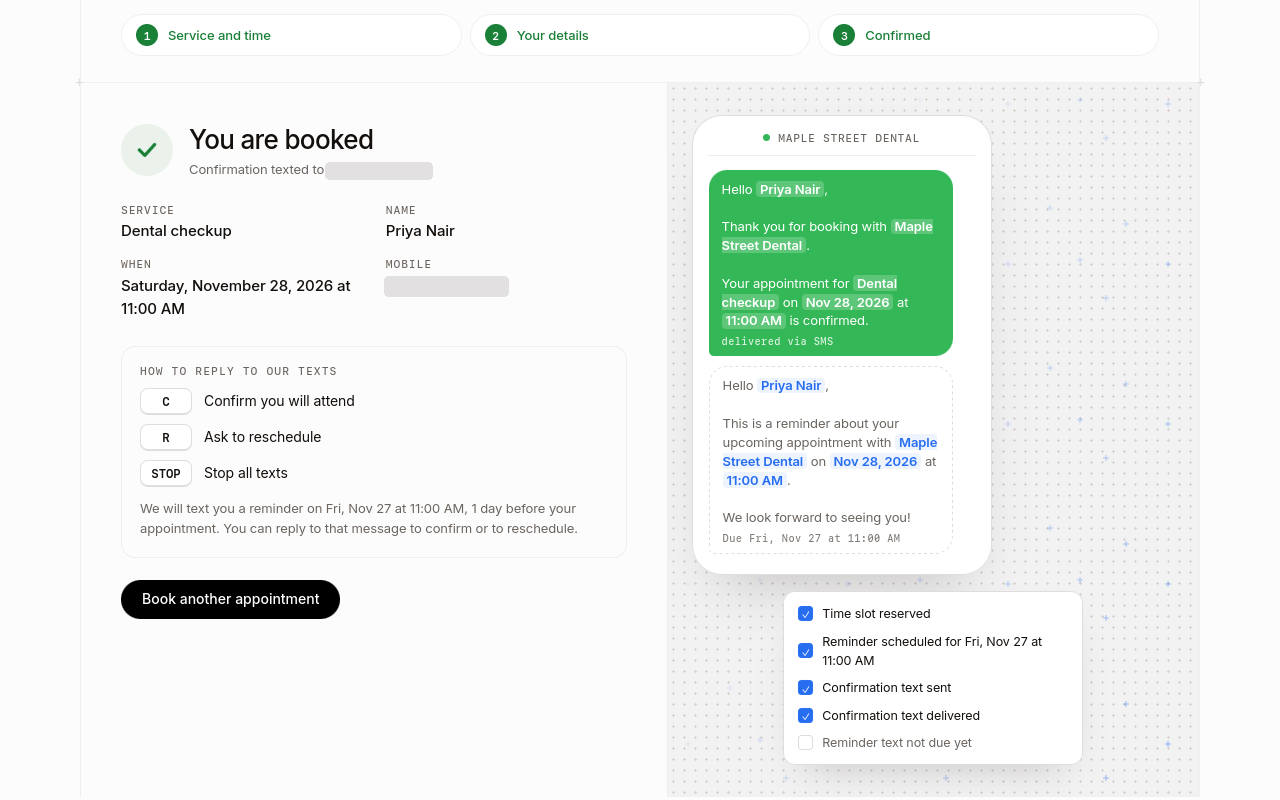 1 Service and time
2 Your details
3 Confirmed
You are booked
Confirmation texted to
SERVICE
Dental checkup
NAME
Priya Nair
WHEN
Saturday, November 28, 2026 at
11:00 AM
MOBILE
HOW TO REPLY TO OUR TEXTS
C Confirm you will attend
R Ask to reschedule
STOP Stop all texts
We will text you a reminder on Fri, Nov 27 at 11:00 AM, 1 day before your
appointment. You can reply to that message to confirm or to reschedule.
Book another appointment
MAPLE STREET DENTAL
Hello Priya Nair,
Thank you for booking with Maple
Street Dental.
Your appointment for Dental
checkup on Nov 28, 2026 at
11:00 AM is confirmed.
delivered via SMS
Hello Priya Nair,
This is a reminder about your
upcoming appointment with Maple
Street Dental on Nov 28, 2026 at
11:00 AM.
We look forward to seeing you!
Due Fri, Nov 27 at 11:00 AM
Time slot reserved
Reminder scheduled for Fri, Nov 27 at
11:00 AM
Confirmation text sent
Confirmation text delivered
Reminder text not due yet